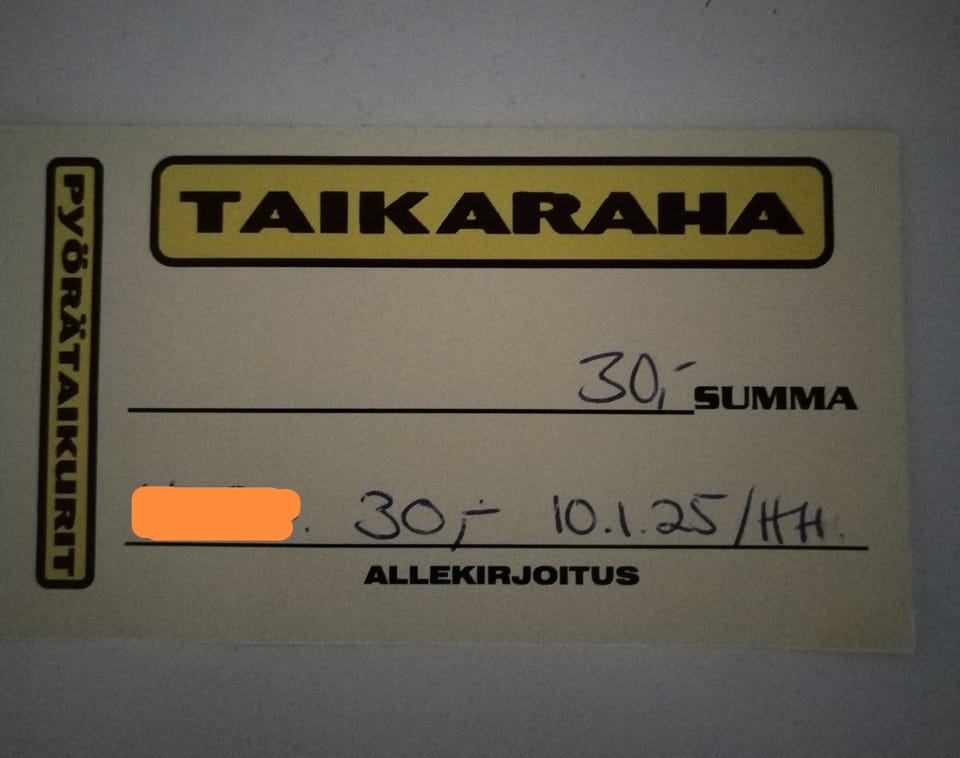 PYÖRÄTAIKURIT
TAIKARAHA
30,- SUMMA
30,- 10.1.25/HH.
ALLEKIRJOITUS